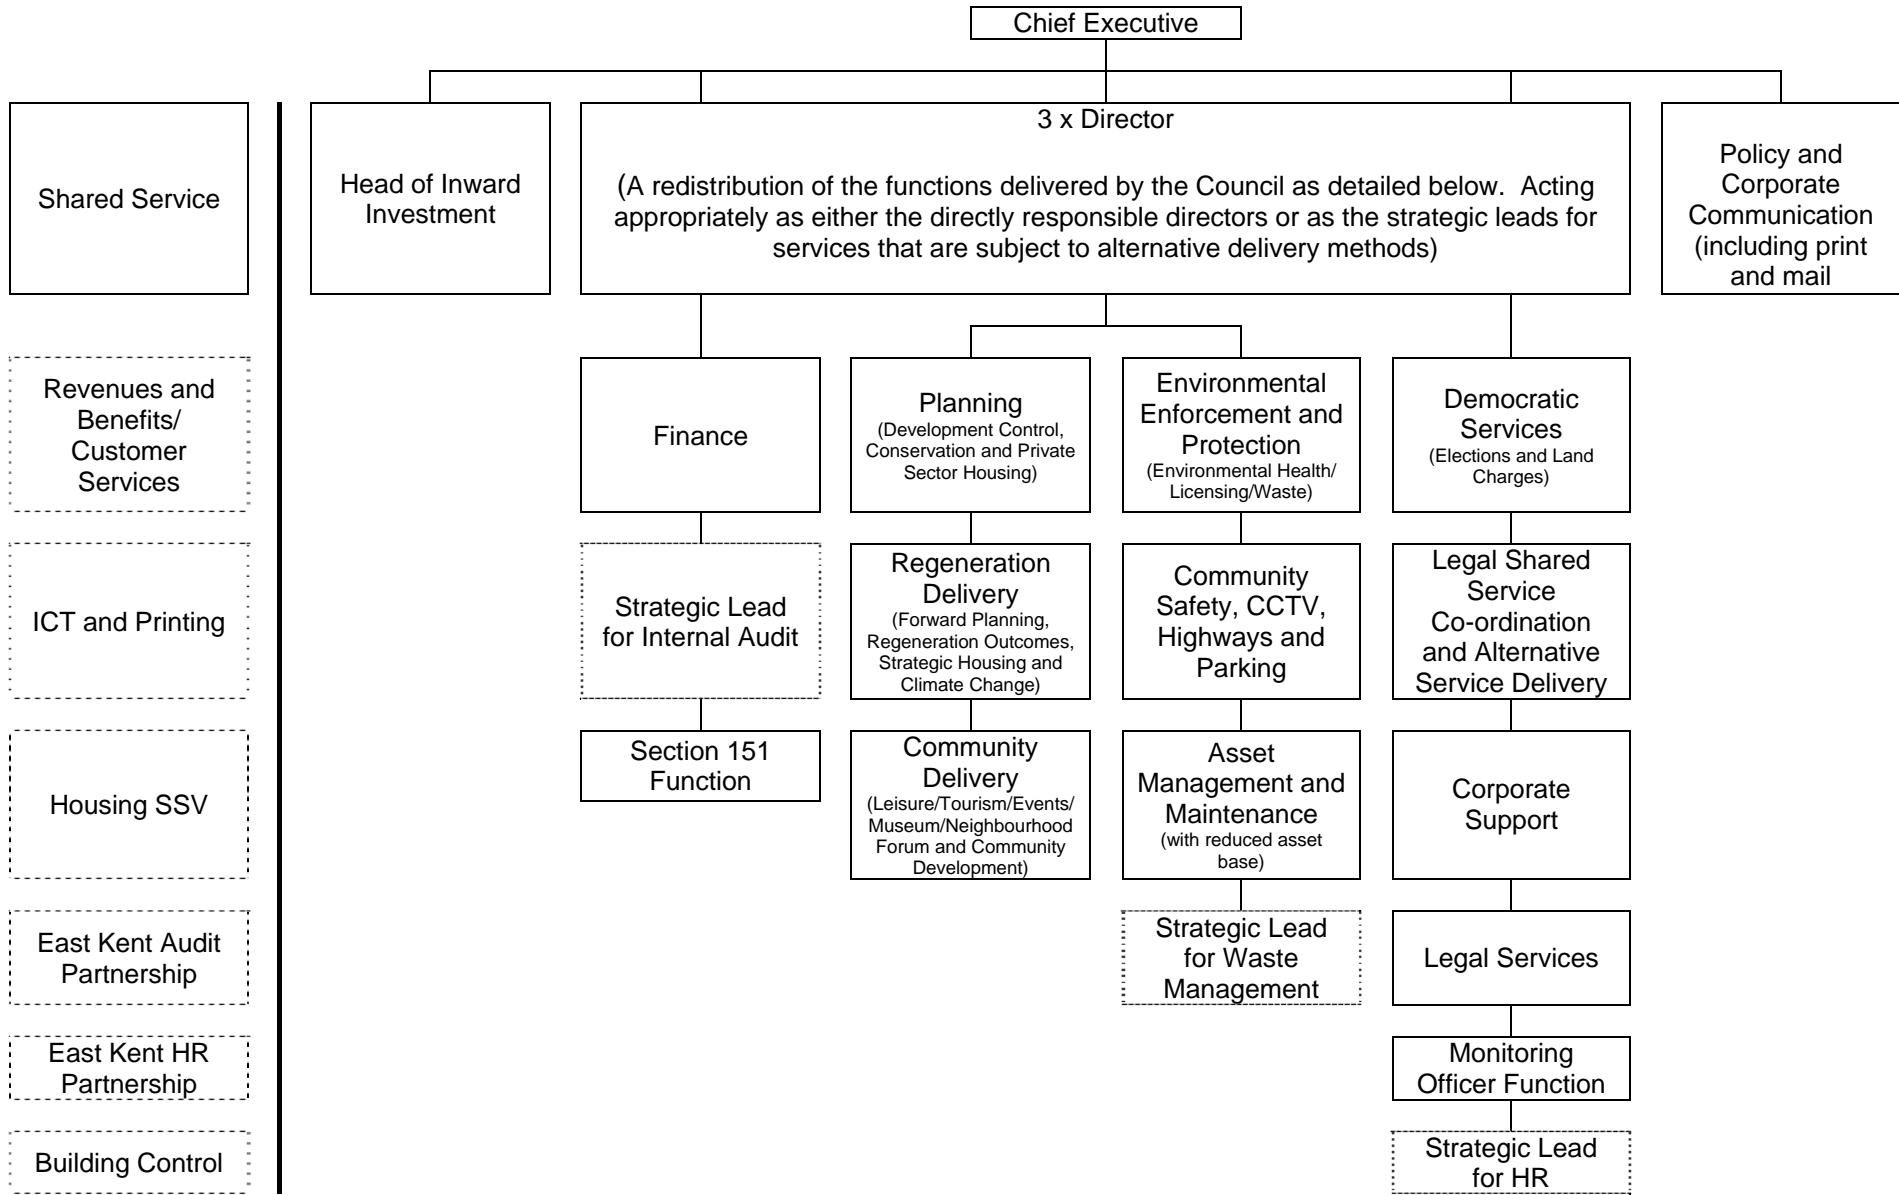 Chief Executive
Shared Service
Head of Inward
Investment
3 x Director
(A redistribution of the functions delivered by the Council as detailed below.  Acting
appropriately as either the directly responsible directors or as the strategic leads for
services that are subject to alternative delivery methods)
Policy and
Corporate
Communication
(including print
and mail
Revenues and
Benefits/
Customer
Services
Finance
Planning
(Development Control,
Conservation and Private
Sector Housing)
Environmental
Enforcement and
Protection
(Environmental Health/
Licensing/Waste)
Democratic
Services
(Elections and Land
Charges)
ICT and Printing
Strategic Lead
for Internal Audit
Regeneration
Delivery
(Forward Planning,
Regeneration Outcomes,
Strategic Housing and
Climate Change)
Community
Safety, CCTV,
Highways and
Parking
Legal Shared
Service
Co-ordination
and Alternative
Service Delivery
Housing SSV
Section 151
Function
Community
Delivery
(Leisure/Tourism/Events/
Museum/Neighbourhood
Forum and Community
Development)
Asset
Management and
Maintenance
(with reduced asset
base)
Corporate
Support
East Kent Audit
Partnership
Strategic Lead
for Waste
Management
Legal Services
East Kent HR
Partnership
Monitoring
Officer Function
Building Control
Strategic Lead
for HR